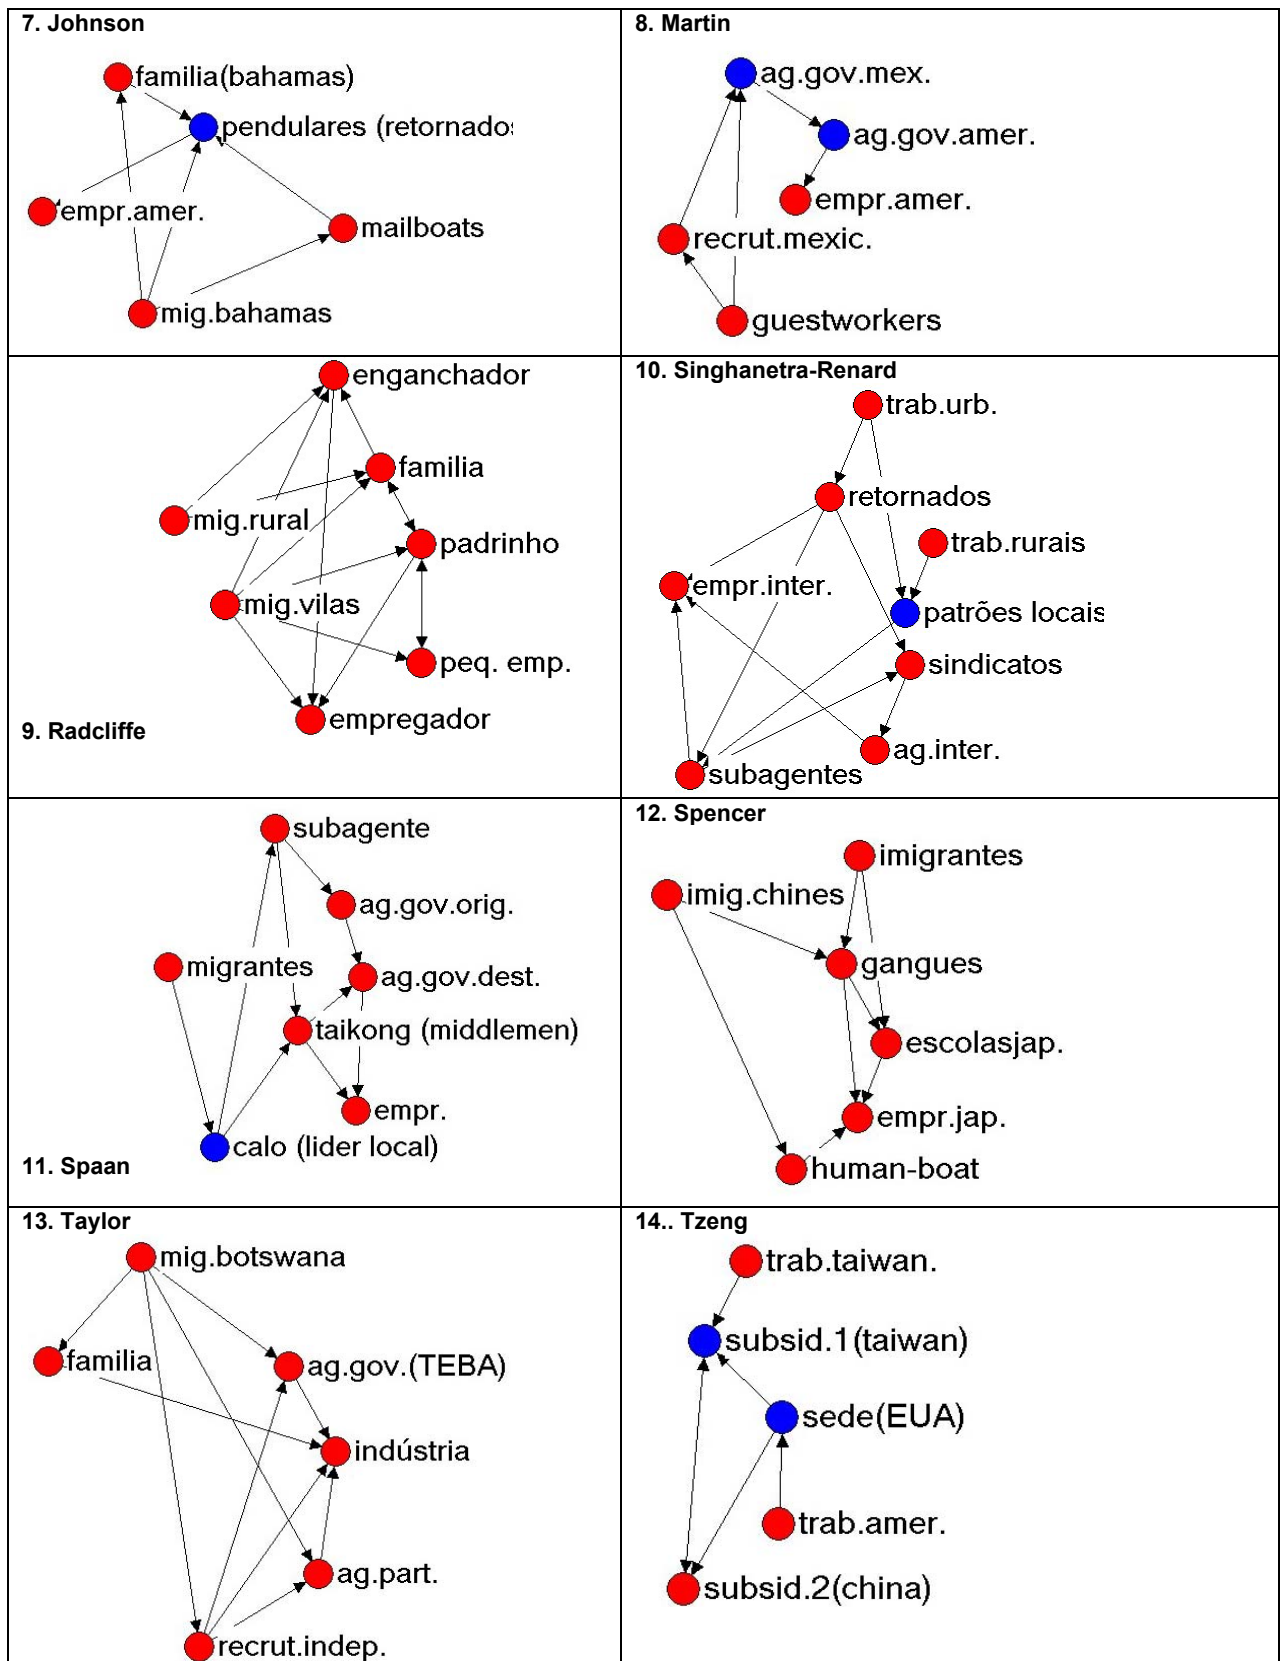 7. Johnson
familia(bahamas)
pendulares (retornados
empr.amer.
mailboats
mig.bahamas
8. Martin
ag.gov.mex.
ag.gov.amer.
empr.amer.
recrut.mexic.
guestworkers
enganchador
familia
mig.rural
padrinho
mig.vilas
peq. emp.
empregador
9. Radcliffe
10. Singhanetra-Renard
trab.urb.
retornados
trab.rurais
empr.inter.
patrões locais
sindicatos
ag.inter.
subagentes
subagente
ag.gov.orig.
migrantes
ag.gov.dest.
taikong (middlemen)
empr.
calo (lider local)
11. Spaan
12. Spencer
imigrantes
imig.chines
gangues
escolasjap.
empr.jap.
human-boat
13. Taylor
mig.botswana
familia
ag.gov.(TEBA)
indústria
ag.part.
recrut.indep.
14.. Tzeng
trab.taiwan.
subsid.1(taiwan)
sede(EUA)
trab.amer.
subsid.2(china)